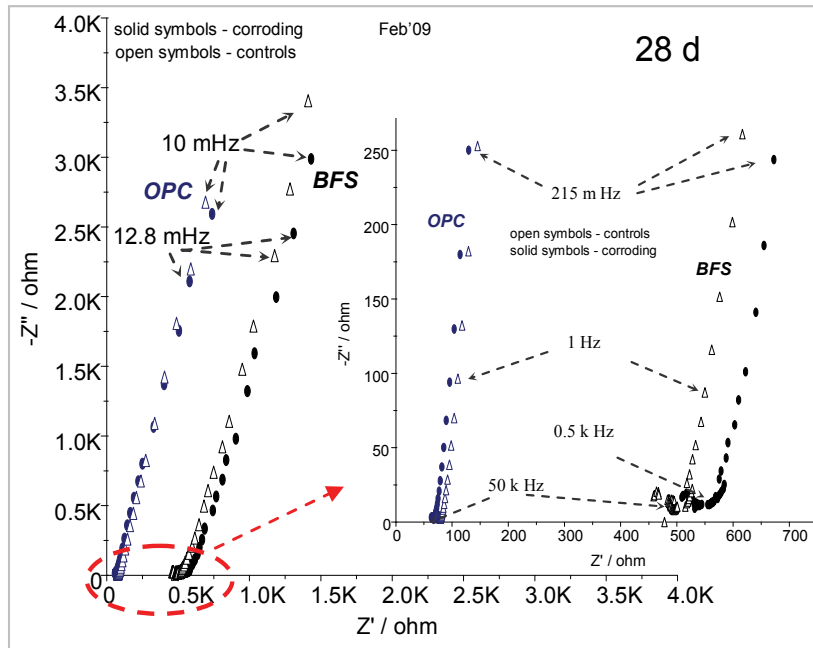 solid symbols - corroding
open symbols - controls
Feb'09
28 d
4.0K
3.5K
3.0K
2.5K
2.0K
1.5K
1.0K
0.5K
0
-Z'' / ohm
10 mHz
OPC
BFS
12.8 mHz
0
0.5K
1.0K
1.5K
2.0K
2.5K
3.0K
3.5K
4.0K
Z' / ohm
250
200
150
100
50
0
-Z'' / ohm
215 m Hz
OPC
open symbols - controls
solid symbols - corroding
BFS
1 Hz
0.5 k Hz
50 k Hz
0
100
200
300
400
500
600
700
Z' / ohm